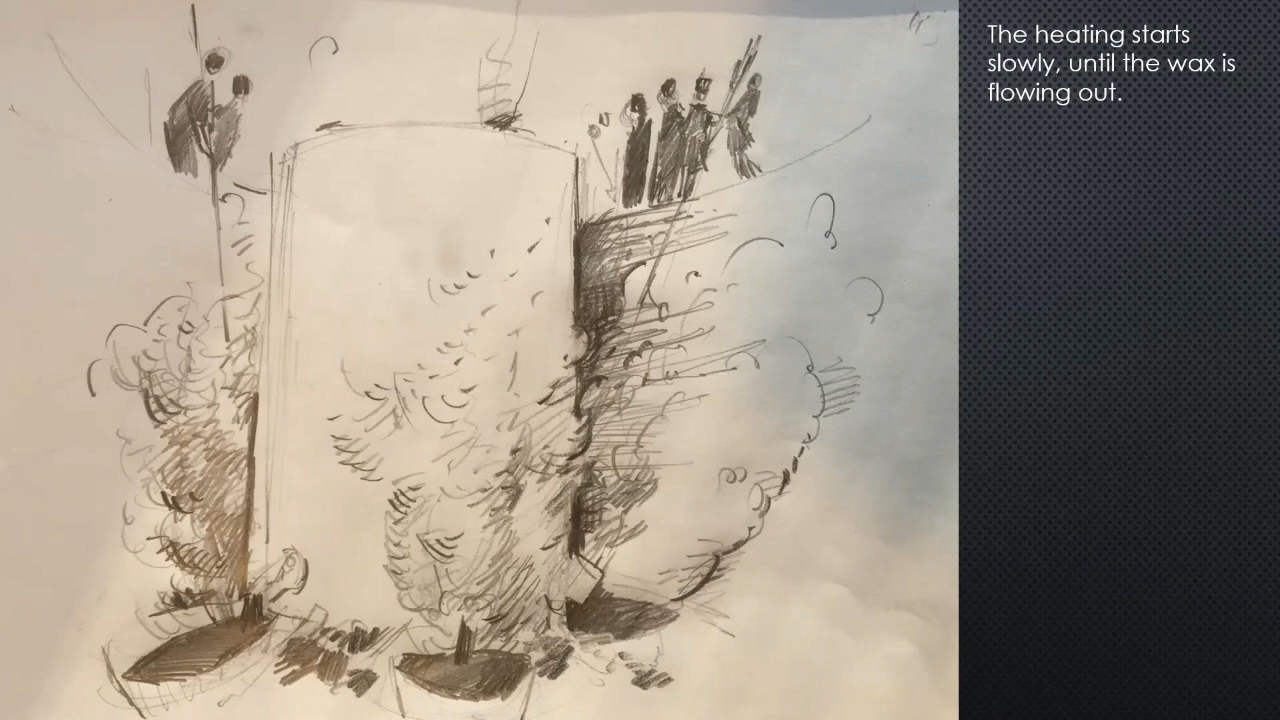 The heating starts
slowly, until the wax is
flowing out.